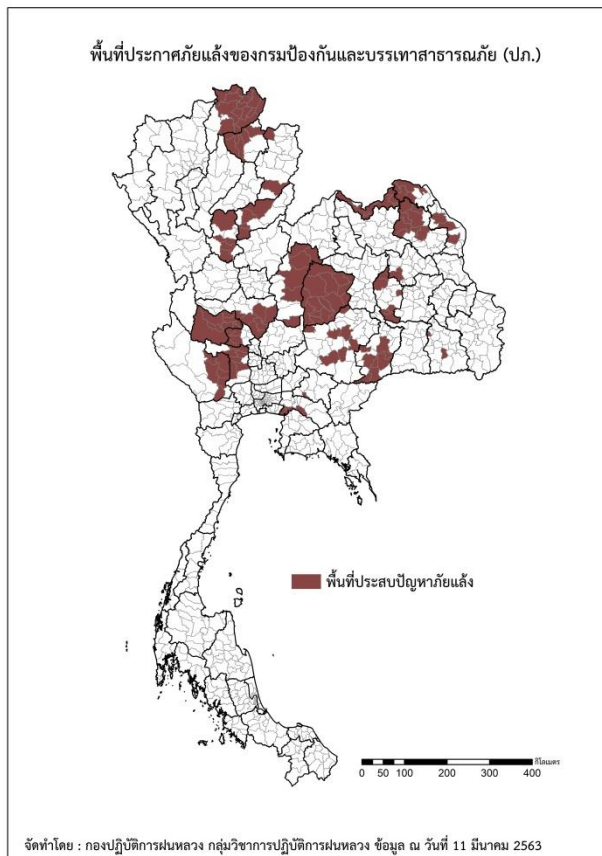 พื้นที่ประกาศภัยแล้งของกรมป้องกันและบรรเทาสาธารณภัย (ปภ.)
พื้นที่ประสบปัญหาภัยแล้ง
กิโลเมตร
0 25 50 100 200 300 400
จัดทำโดย : กองปฏิบัติการฝนหลวง กลุ่มวิชาการปฏิบัติการฝนหลวง ข้อมูล ณ วันที่ 11 มีนาคม 2563